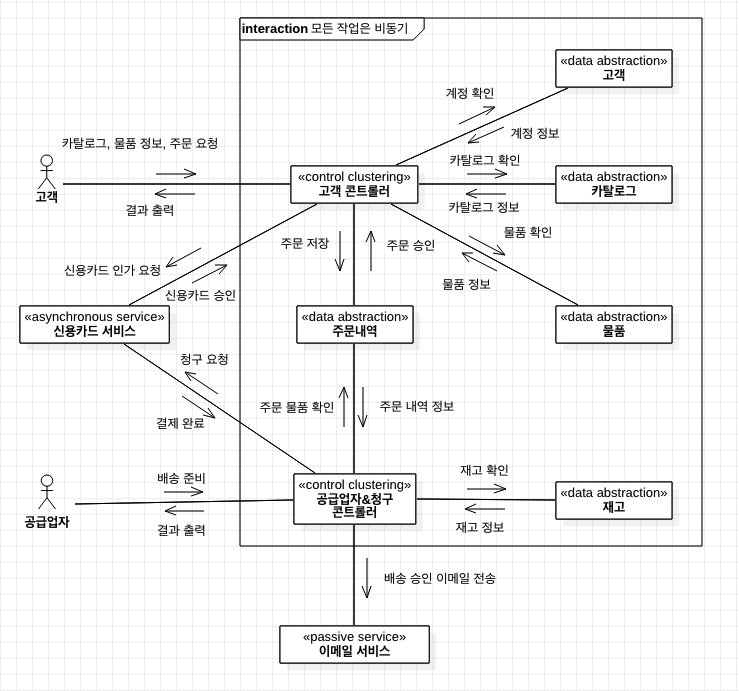 interaction 모든 작업은 비동기
«data abstraction»
고객
계정 확인
계정 정보
카탈로그, 물품 정보, 주문 요청
고객
결과 출력
«control clustering»
고객 콘트롤러
카탈로그 확인
카탈로그 정보
«data abstraction»
카탈로그
물품 확인
물품 정보
주문 저장
주문 승인
신용카드 인가 요청
신용카드 승인
«asynchronous service»
신용카드 서비스
«data abstraction»
주문내역
«data abstraction»
물품
청구 요청
결제 완료
주문 물품 확인
주문 내역 정보
배송 준비
공급업자
결과 출력
«control clustering»
공급업자&청구
콘트롤러
재고 확인
재고 정보
«data abstraction»
재고
배송 승인 이메일 전송
«passive service»
이메일 서비스